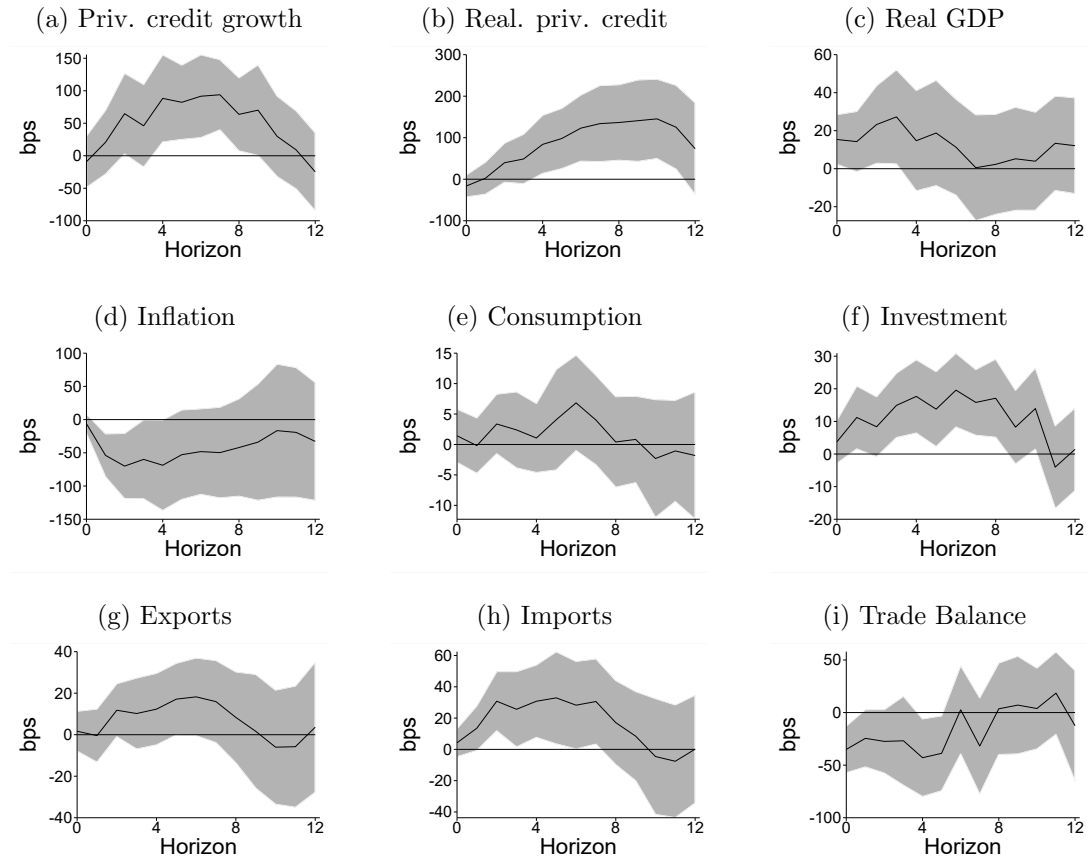 (a) Priv. credit growth
150
100
50
0
-50
-100
bps
0 4 8 12
Horizon
(b) Real. priv. credit
300
200
100
0
-100
bps
0 4 8 12
Horizon
(c) Real GDP
60
40
20
0
-20
bps
0 4 8 12
Horizon
(d) Inflation
100
50
0
-50
-100
-150
bps
0 4 8 12
Horizon
(e) Consumption
15
10
5
0
-5
-10
bps
0 4 8 12
Horizon
(f) Investment
30
20
10
0
-10
-20
bps
0 4 8 12
Horizon
(g) Exports
40
20
0
-20
-40
bps
0 4 8 12
Horizon
(h) Imports
60
40
20
0
-20
-40
bps
0 4 8 12
Horizon
(i) Trade Balance
50
0
-50
-100
bps
0 4 8 12
Horizon